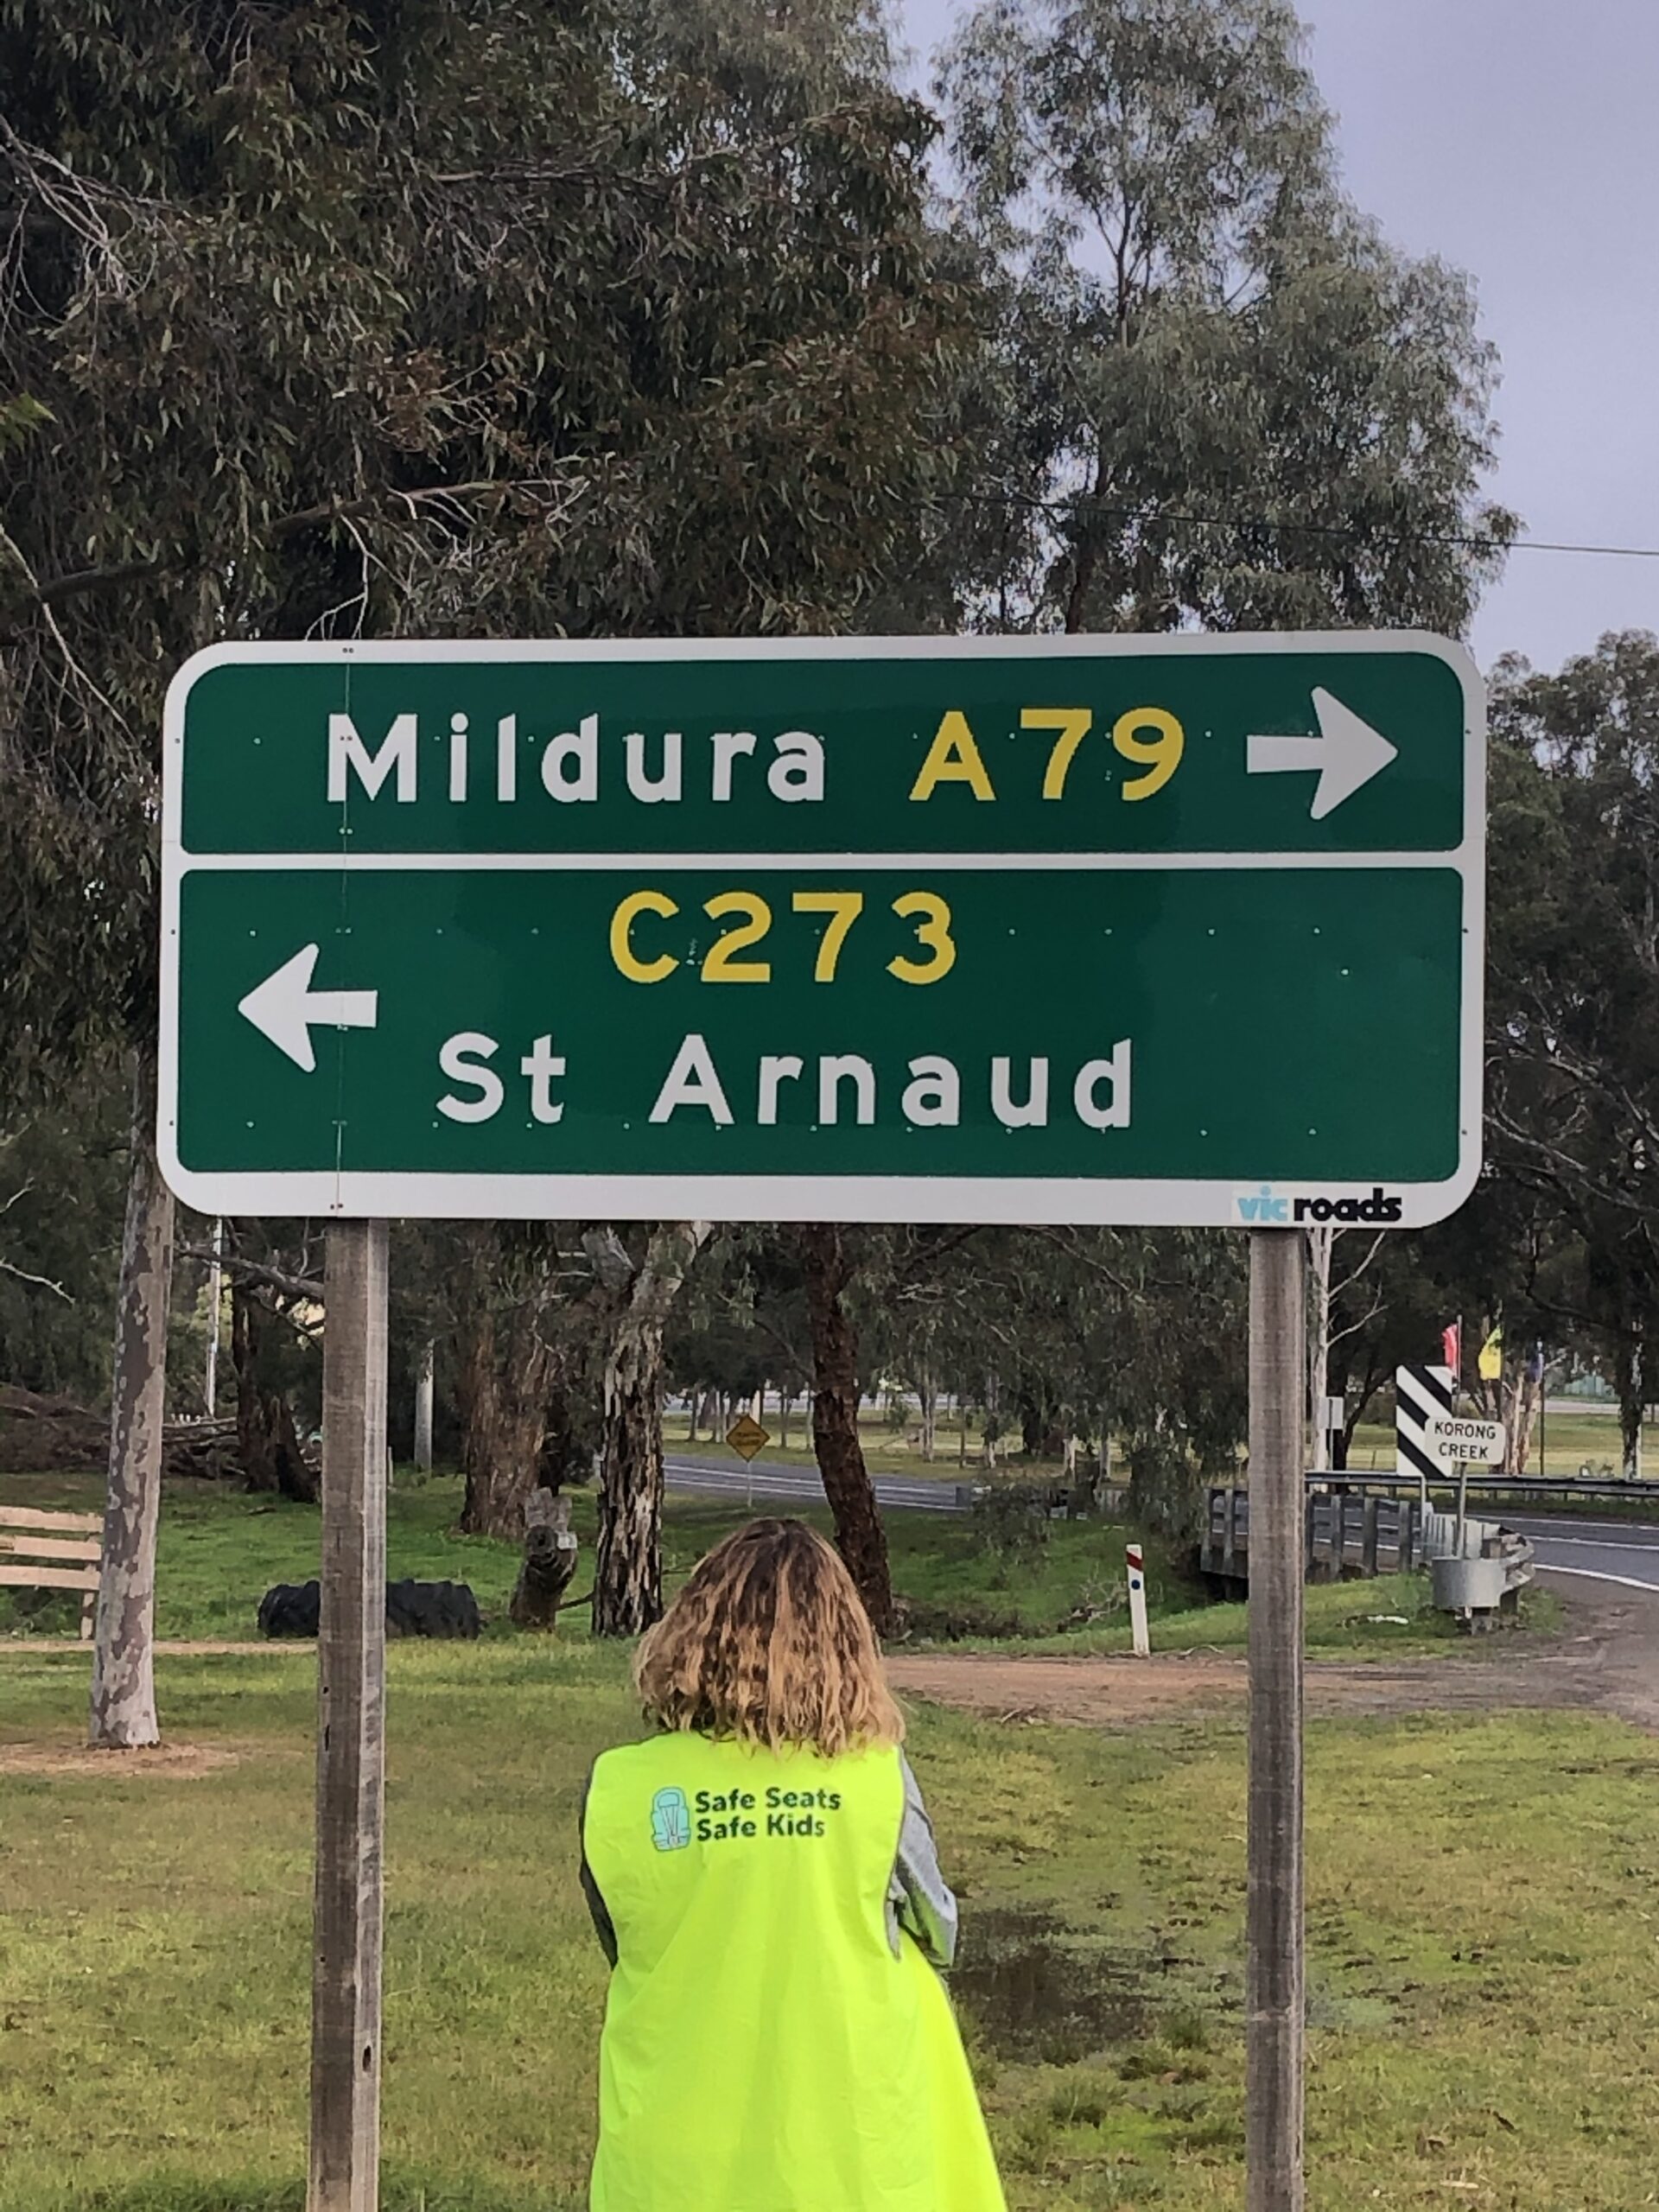 Mildura A79
C273
St Arnaud
vicroads
KORONG
CREEK
Safe Seats
Safe Kids